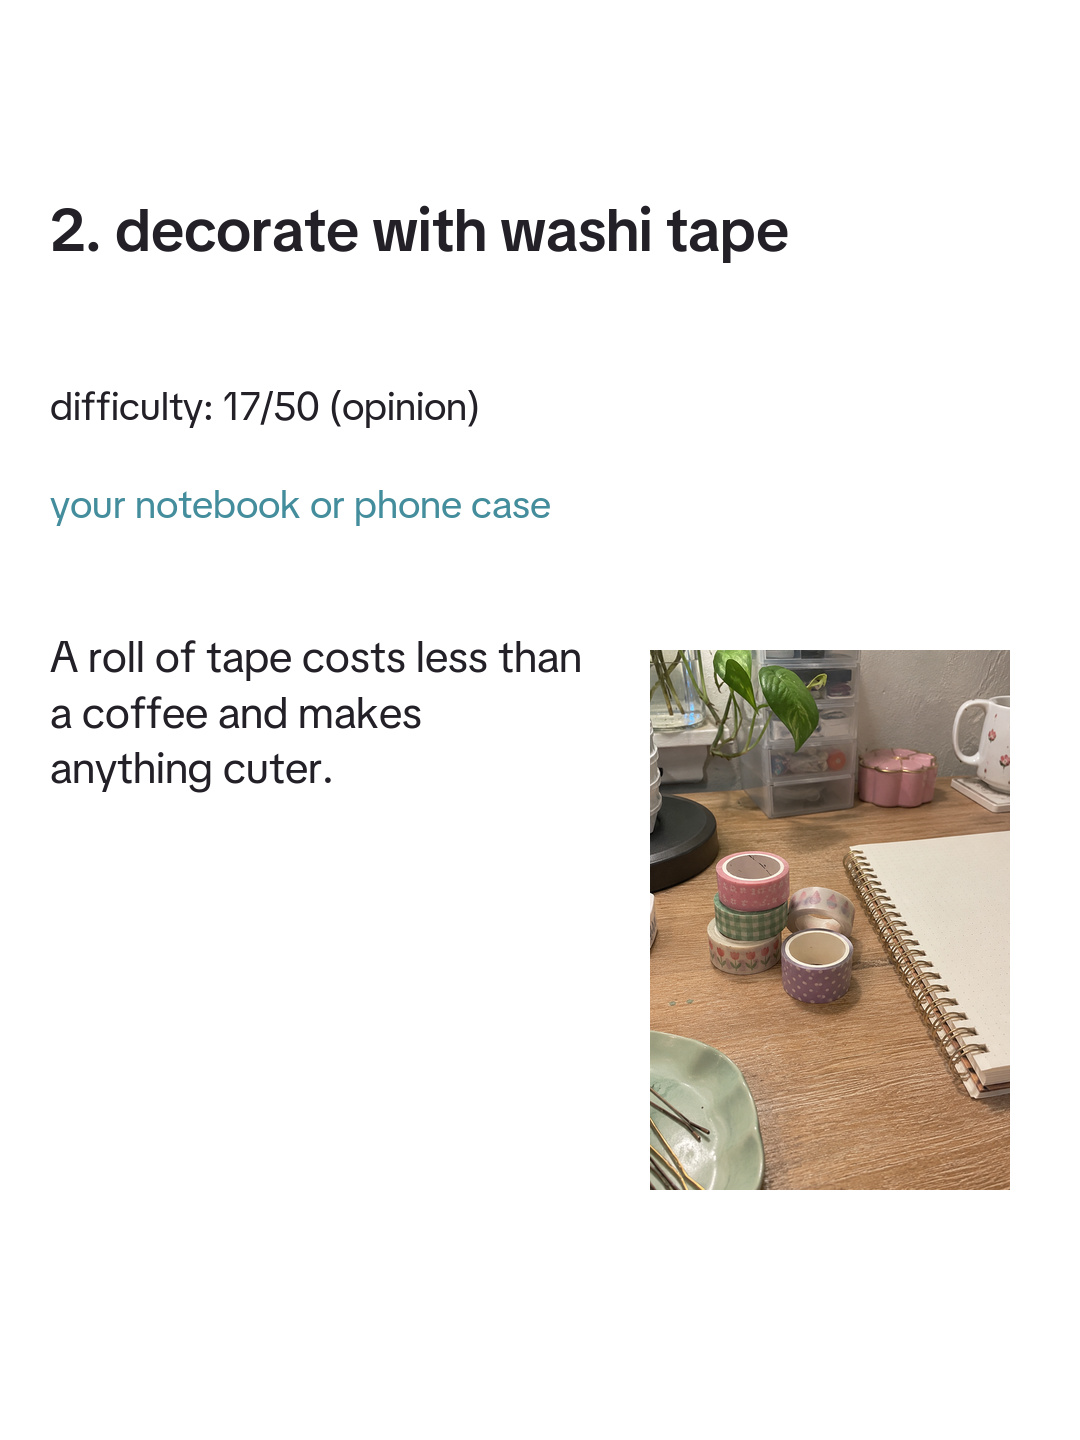 2. decorate with washi tape
difficulty: 17/50 (opinion)
your notebook or phone case
A roll of tape costs less than
a coffee and makes
anything cuter.